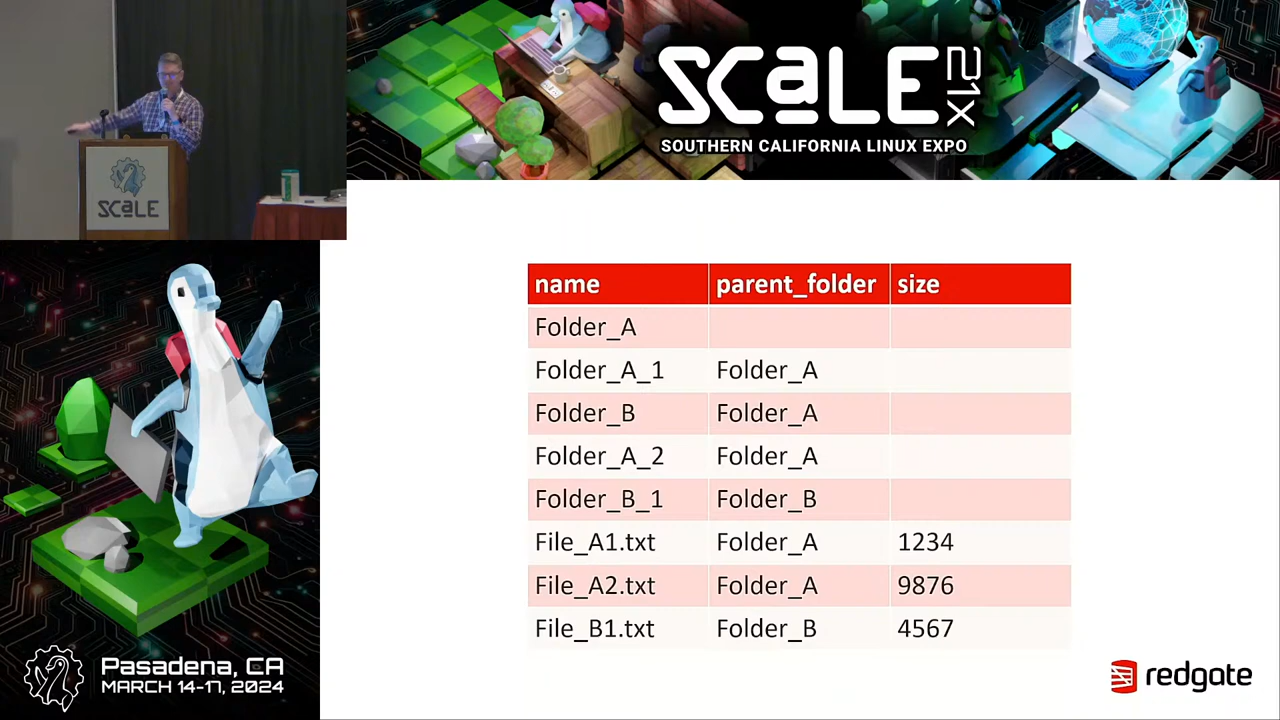 SCALE
21X
SOUTHERN CALIFORNIA LINUX EXPO
SCALE
name parent_folder size
Folder_A
Folder_A_1 Folder_A
Folder_B Folder_A
Folder_A_2 Folder_A
Folder_B_1 Folder_B
File_A1.txt Folder_A 1234
File_A2.txt Folder_A 9876
File_B1.txt Folder_B 4567
Pasadena, CA
MARCH 14-17, 2024
redgate